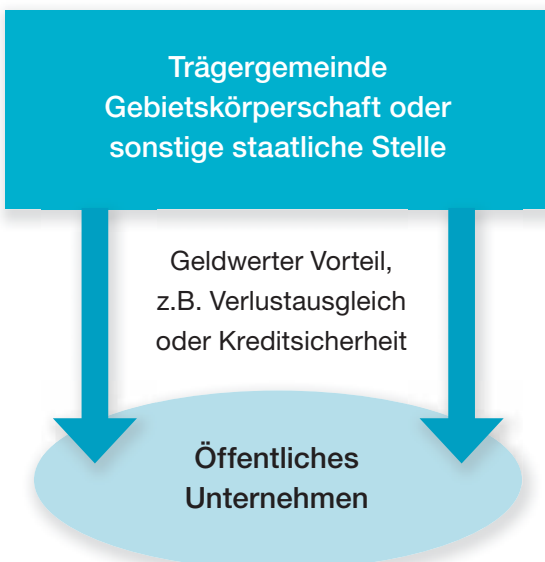 Trägergemeinde
Gebietskörperschaft oder
sonstige staatliche Stelle
Geldwerter Vorteil,
z.B. Verlustausgleich
oder Kreditsicherheit
Öffentliches
Unternehmen